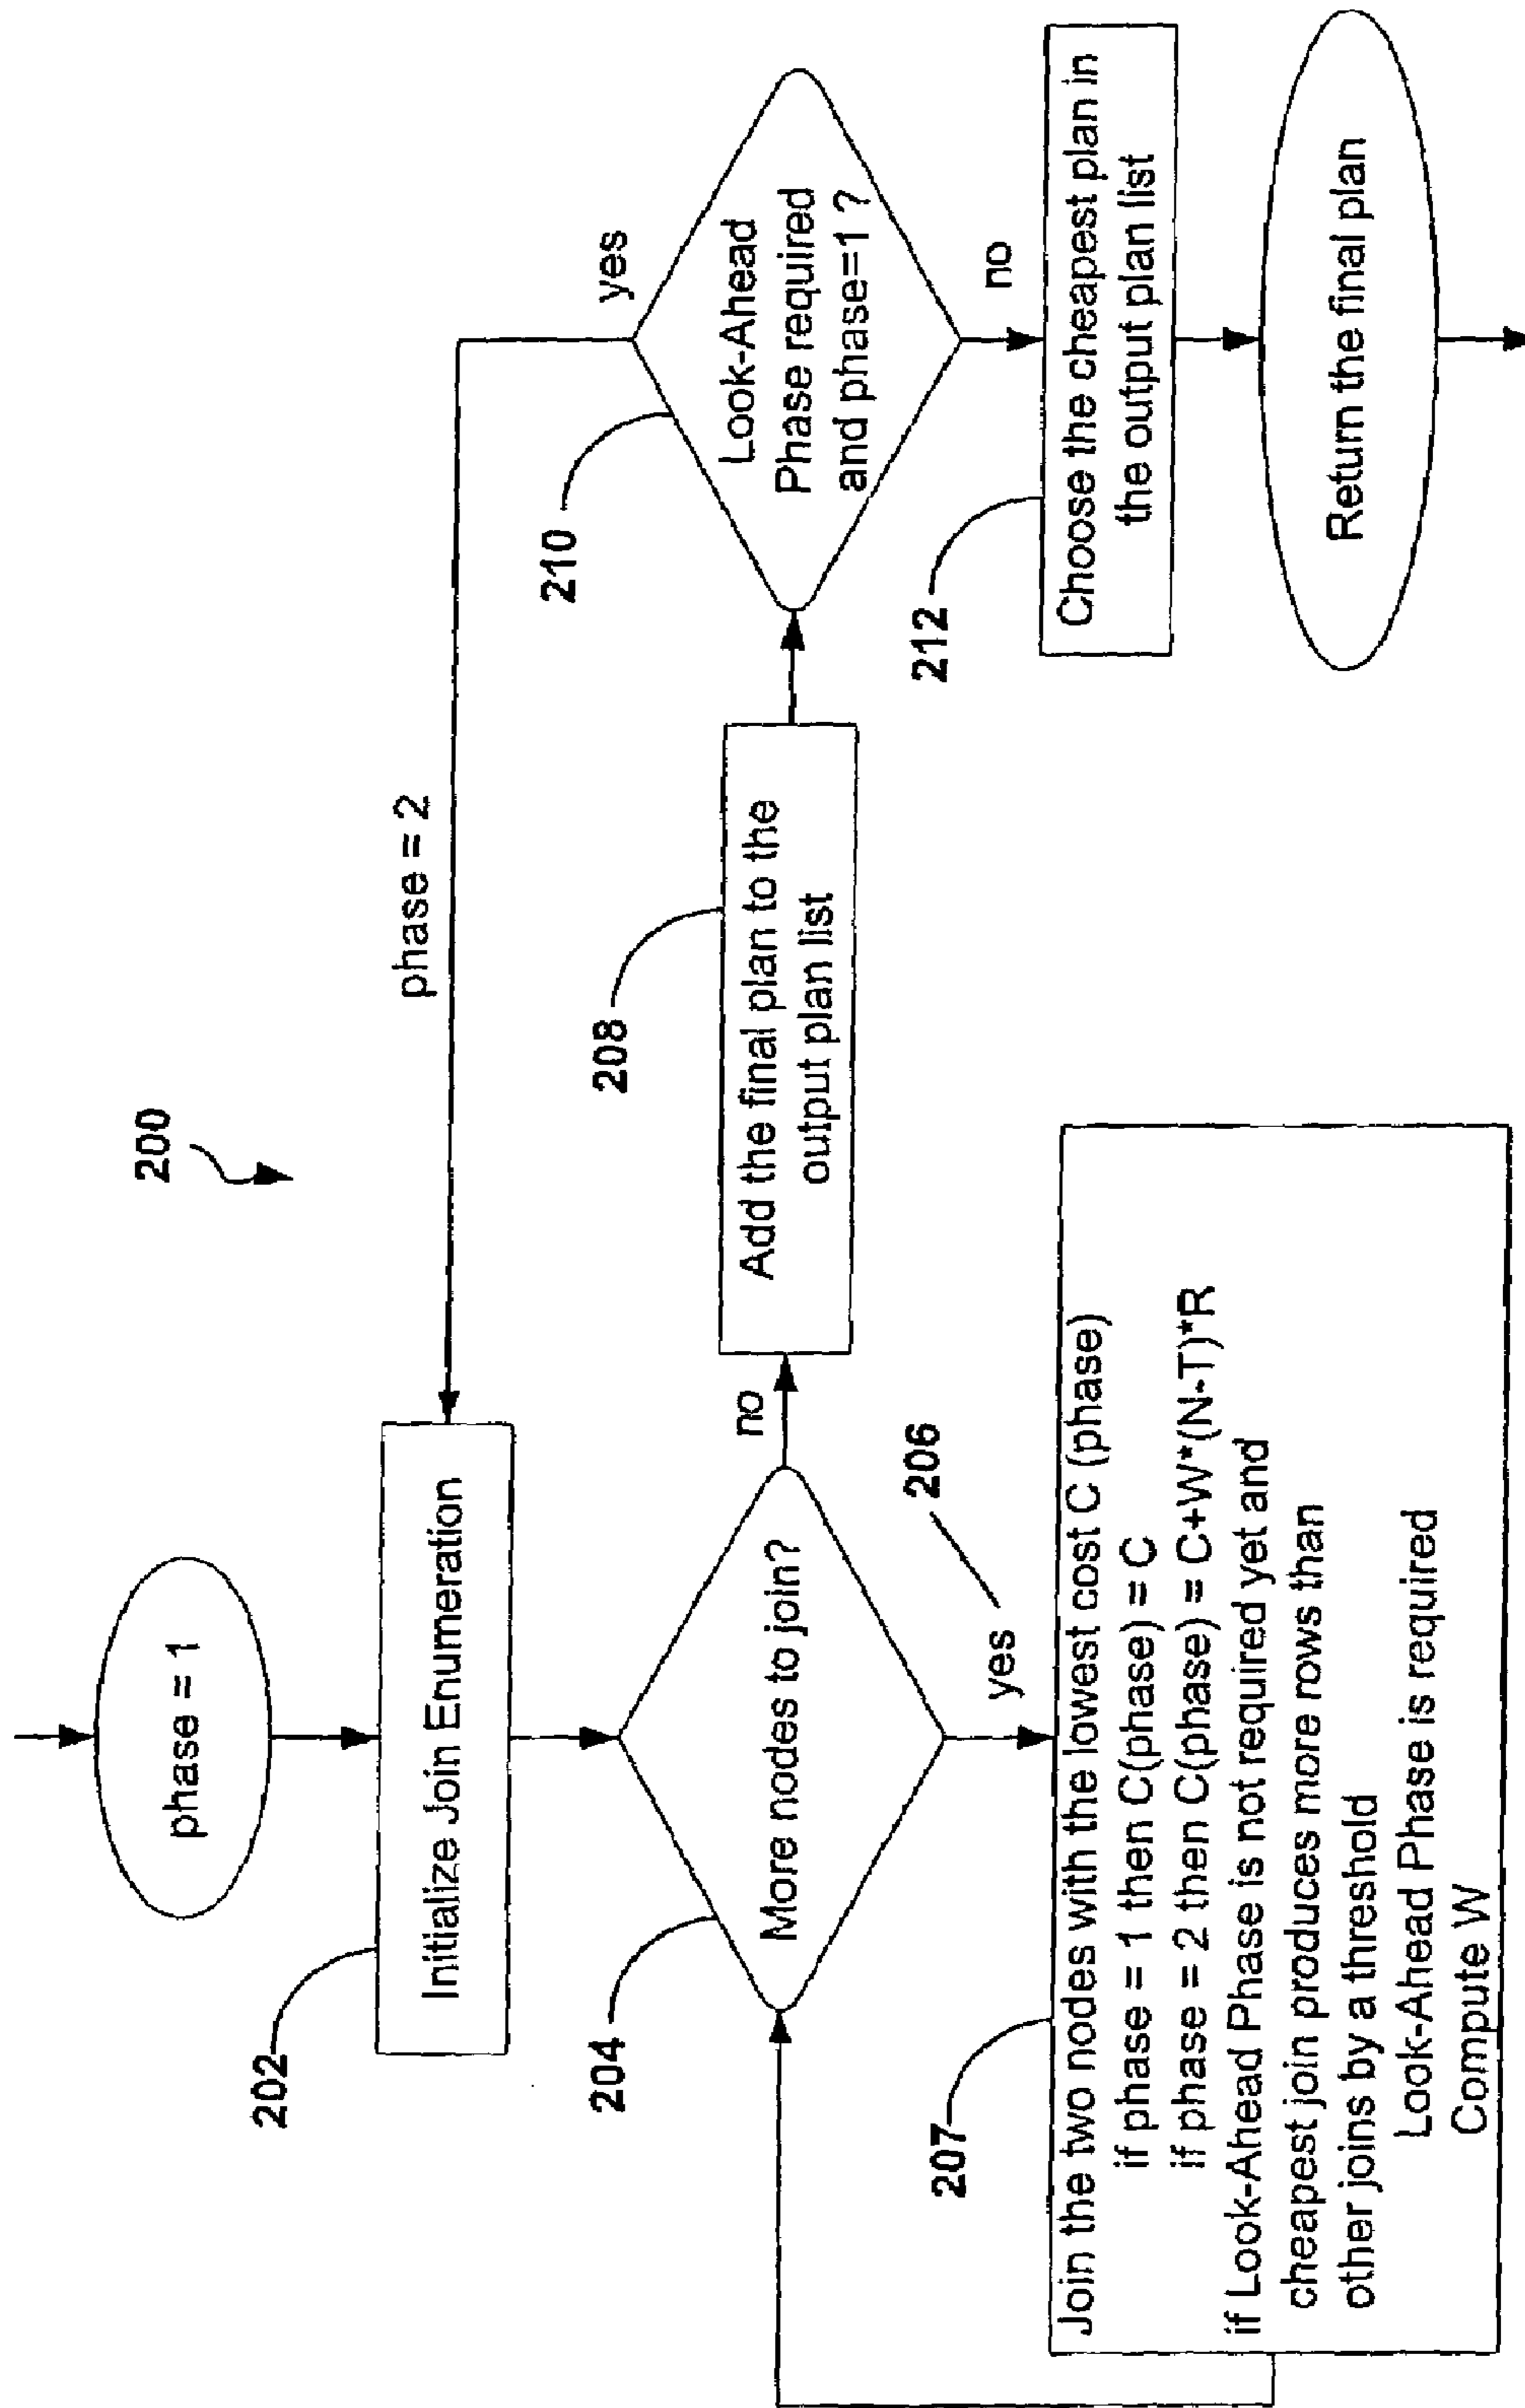 200
phase = 1
phase = 2
202
Initialize Join Enumeration
204
More nodes to join?
no
yes
206
207
Join the two nodes with the lowest cost C (phase)
if phase = 1 then C(phase) = C
if phase = 2 then C(phase) = C+W*(N-T)*R
if Look-Ahead Phase is not required yet and
cheapest join produces more rows than
other joins by a threshold
Look-Ahead Phase is required
Compute W
208
Add the final plan to the
output plan list
210
Look-Ahead
Phase required
and phase=1 ?
yes
no
212
Choose the cheapest plan in
the output plan list
Return the final plan